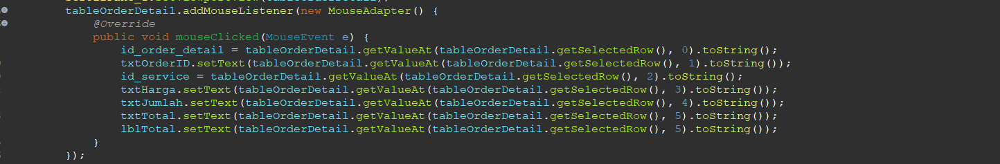 tableOrderDetail.addMouseListener(new MouseAdapter() {
@Override
public void mouseClicked(MouseEvent e) {
id_order_detail = tableOrderDetail.getValueAt(tableOrderDetail.getSelectedRow(), 0).toString();
txtOrderID.setText(tableOrderDetail.getValueAt(tableOrderDetail.getSelectedRow(), 1).toString());
id_service = tableOrderDetail.getValueAt(tableOrderDetail.getSelectedRow(), 2).toString();
txtHarga.setText(tableOrderDetail.getValueAt(tableOrderDetail.getSelectedRow(), 3).toString());
txtJumlah.setText(tableOrderDetail.getValueAt(tableOrderDetail.getSelectedRow(), 4).toString());
txtTotal.setText(tableOrderDetail.getValueAt(tableOrderDetail.getSelectedRow(), 5).toString());
lblTotal.setText(tableOrderDetail.getValueAt(tableOrderDetail.getSelectedRow(), 5).toString());
}
});